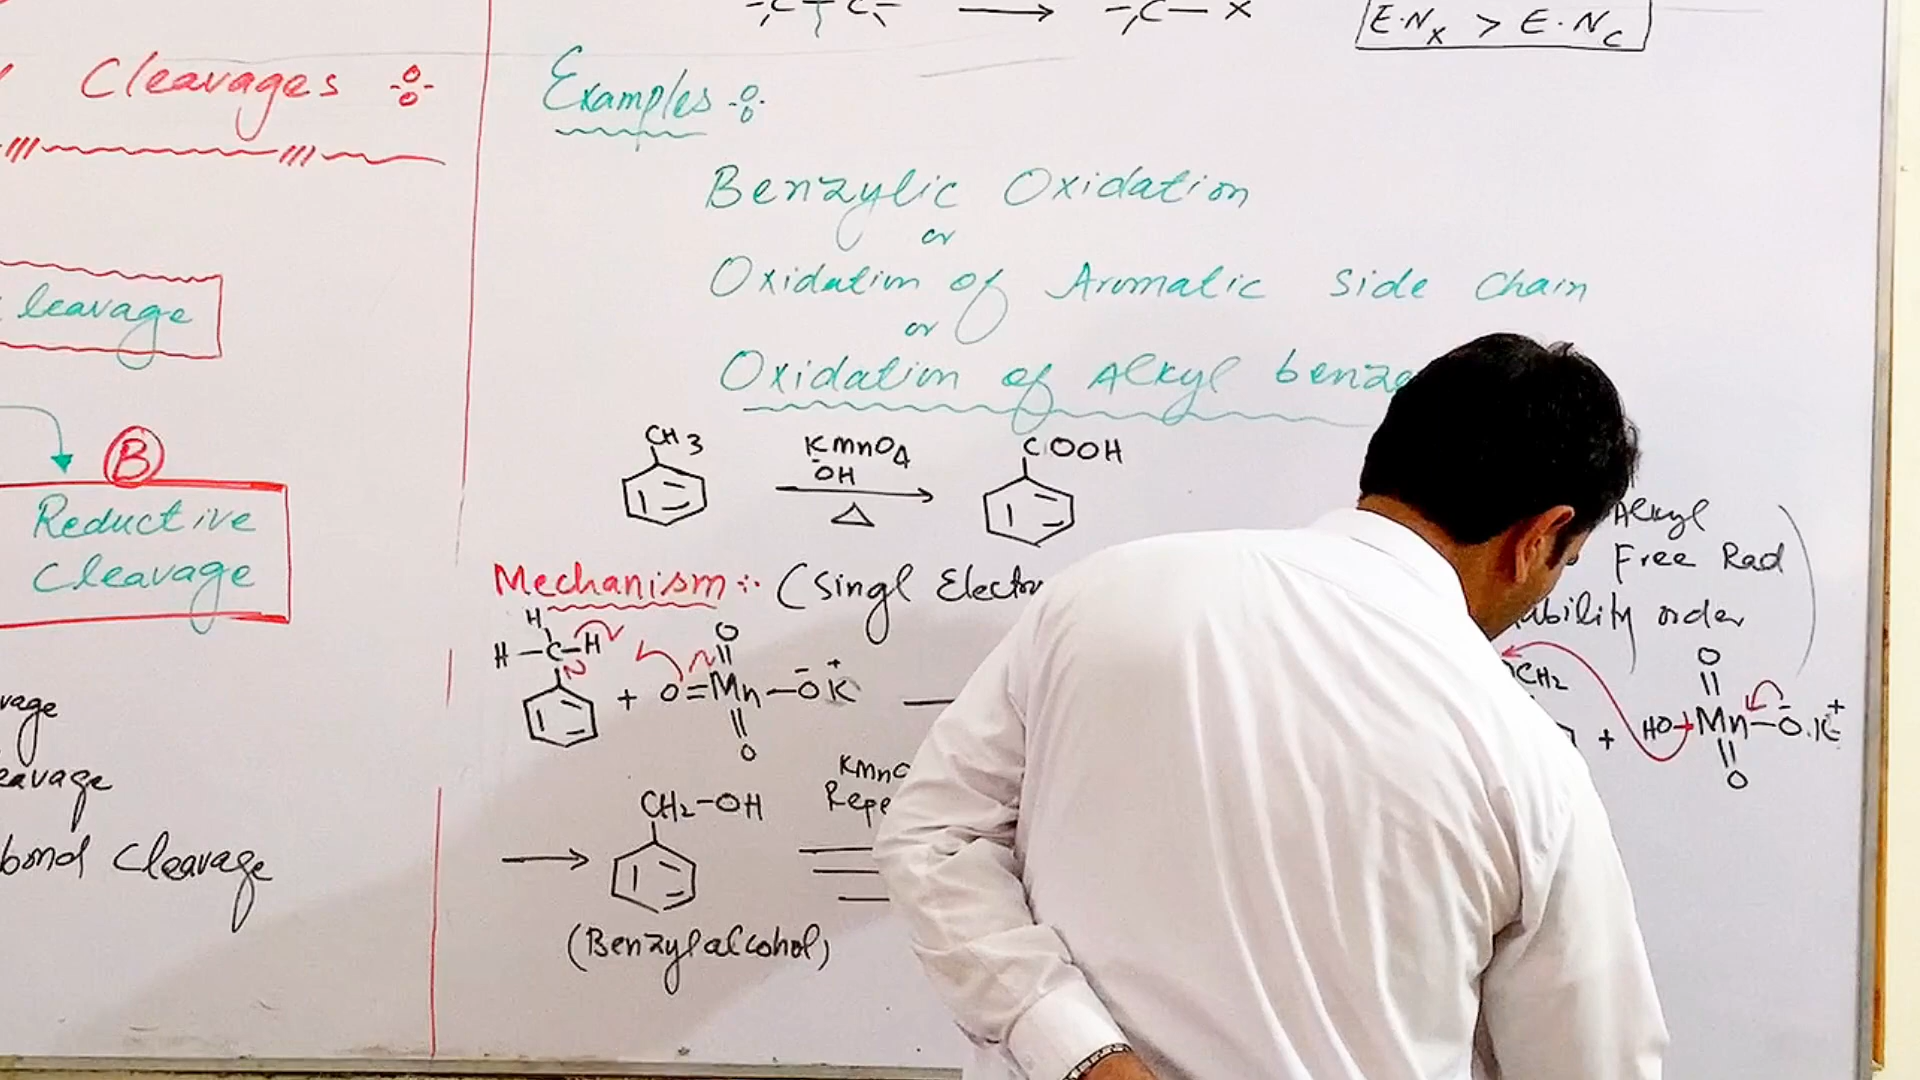 Cleavages
leavage
B
Reductive
Cleavage
vage
eavage
bond Cleavage
-C-C- → -C-X
E.Nx > E.Nc
Examples
Benzylic Oxidation
or
Oxidation of Aromatic Side Chain
or
Oxidation of Alkyl benze
CH3
KMnO4
OH
△
COOH
Mechanism: (Singl Electro
Alkyl
Free Rad
ability order
H
H-C-H
+ O=Mn-O⁻K⁺
O
O
CH2
+ HO-Mn-O⁻.K⁺
O
O
CH2-OH
KMnO
Repe
(Benzylalcohol)